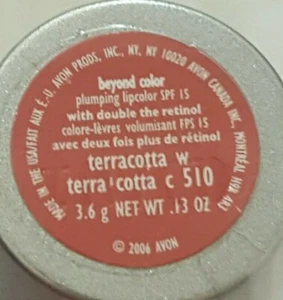 MADE IN THE USA/FAIT AUX É.-U. AVON PRODS, INC., NY, NY 10020 AVON CANADA INC, MONTRÉAL H9R 4R3
beyond color
plumping lipcolor SPF 15
with double the retinol
colore-lèvres volumisant FPS 15
avec deux fois plus de rétinol
terracotta w
terra cotta c 510
3.6 g NET WT .13 OZ
© 2006 AVON